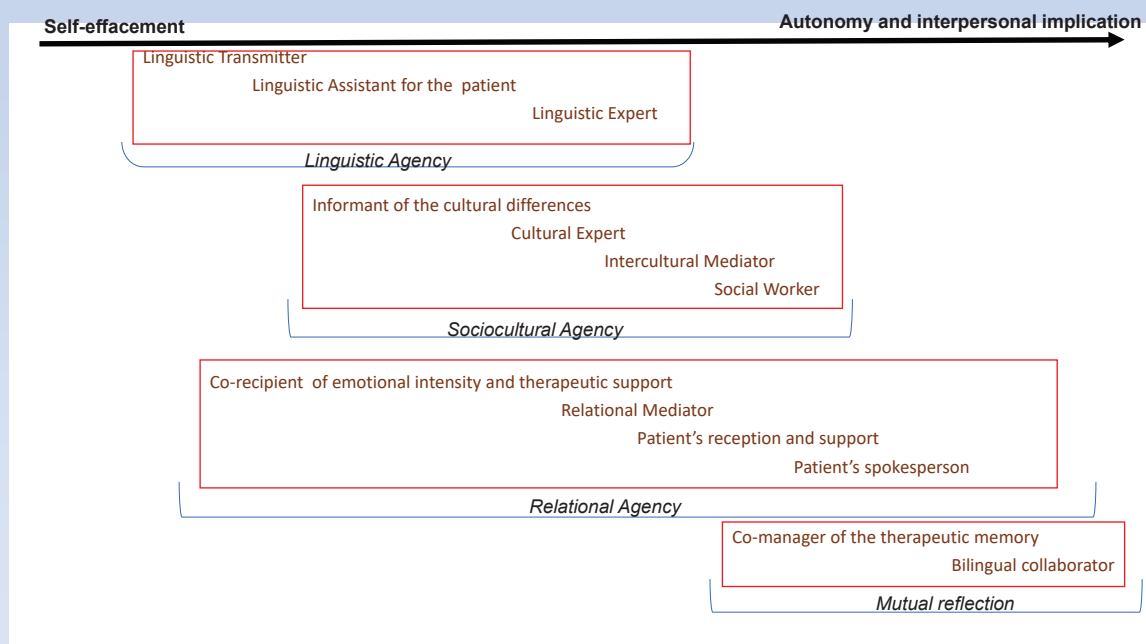 Self-effacement
Autonomy and interpersonal implication
Linguistic Transmitter
Linguistic Assistant for the patient
Linguistic Expert
Linguistic Agency
Informant of the cultural differences
Cultural Expert
Intercultural Mediator
Social Worker
Sociocultural Agency
Co-recipient of emotional intensity and therapeutic support
Relational Mediator
Patient’s reception and support
Patient’s spokesperson
Relational Agency
Co-manager of the therapeutic memory
Bilingual collaborator
Mutual reflection